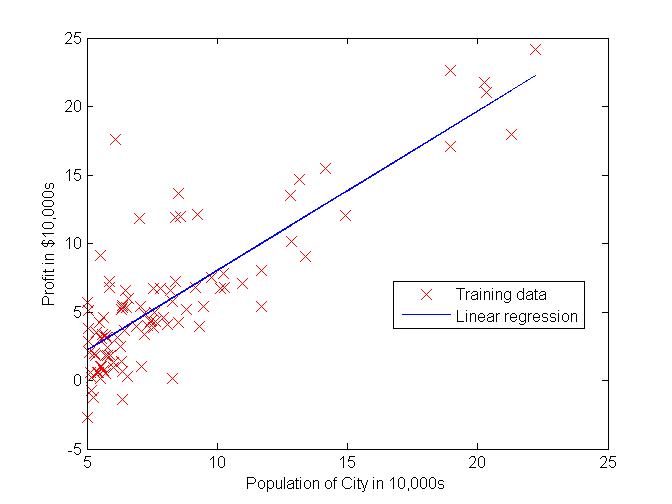 25
20
15
10
5
0
-5
Profit in $10,000s
Training data
Linear regression
5 10 15 20 25
Population of City in 10,000s